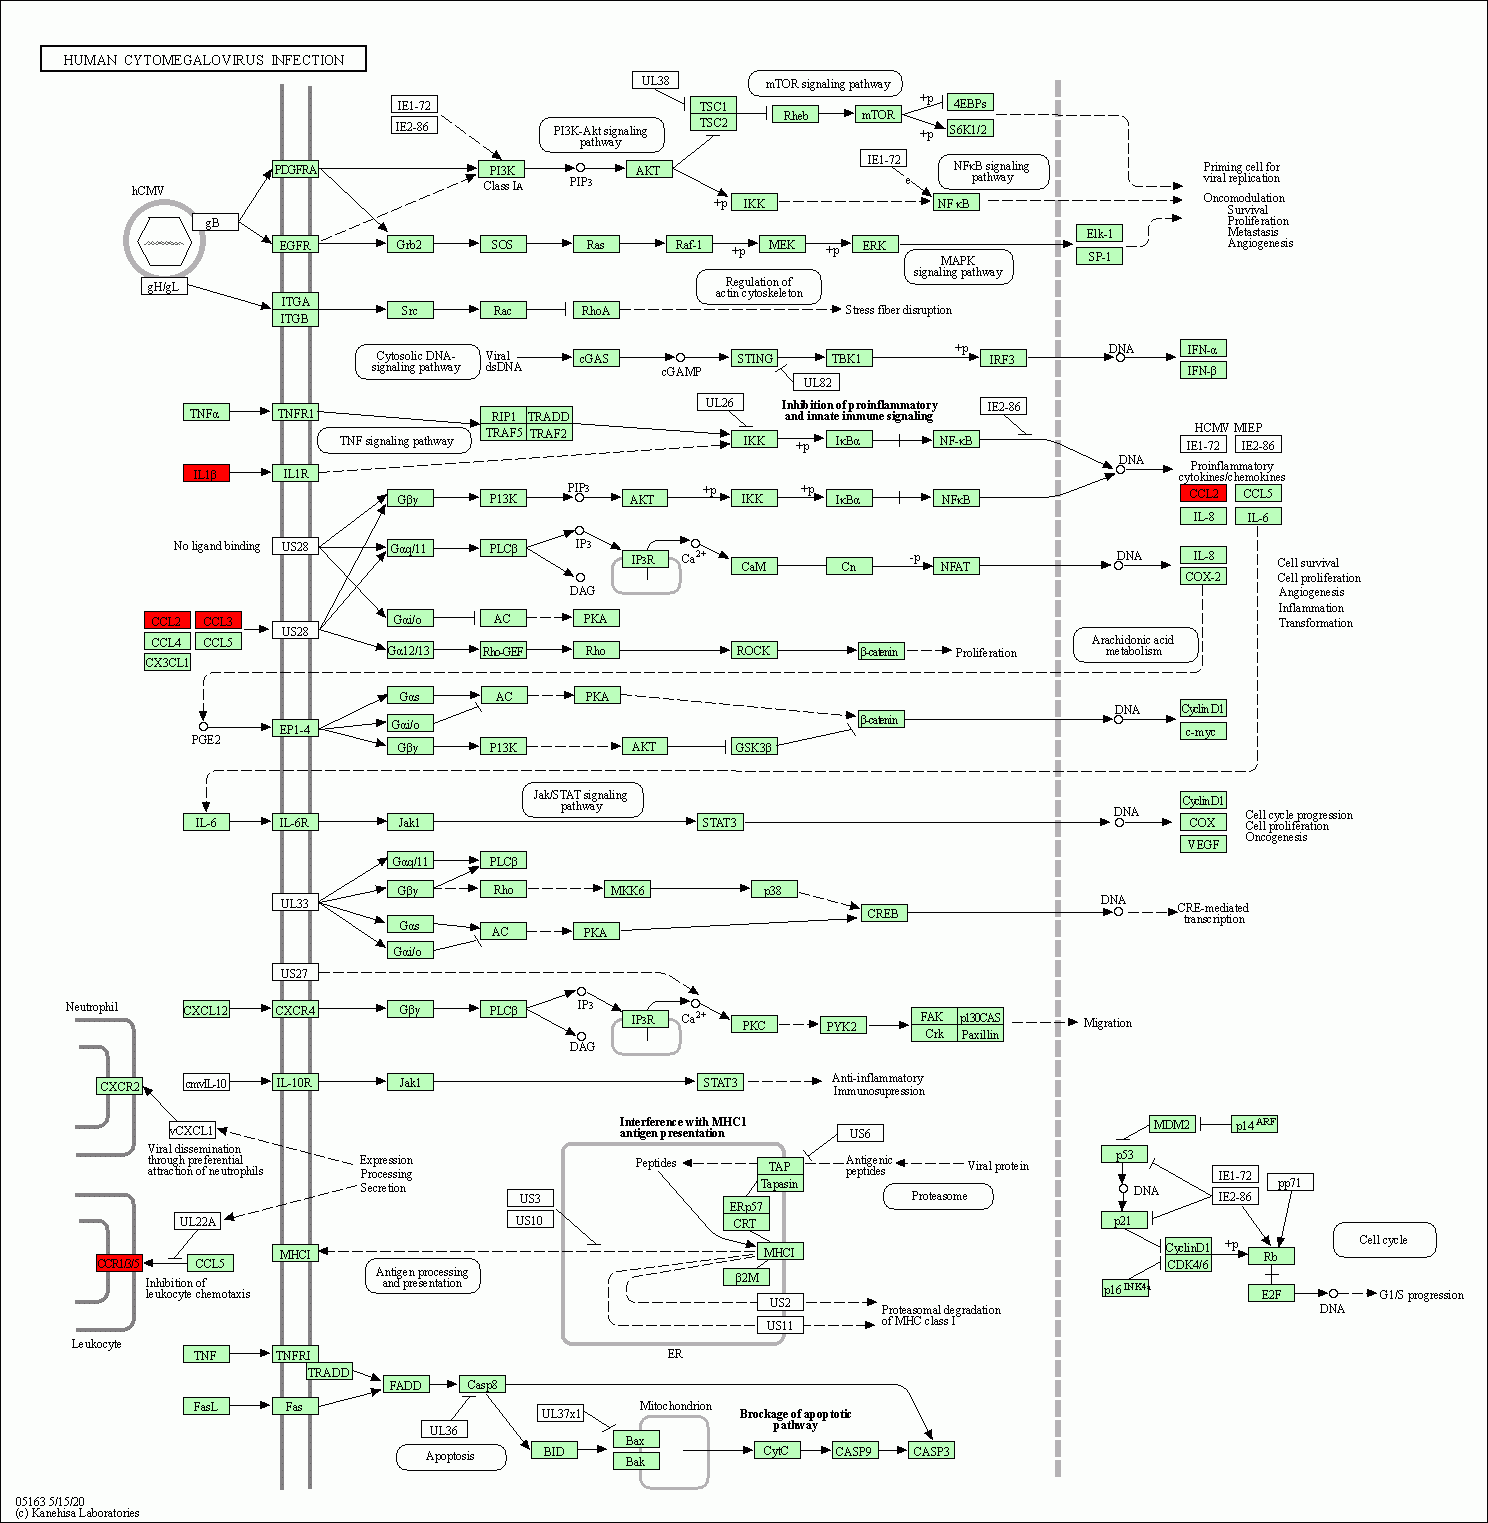 HUMAN CYTOMEGALOVIRUS INFECTION
UL38
mTOR signaling pathway
IE1-72
IE2-86
PI3K-Akt signaling
pathway
TSC1
TSC2
Rheb
mTOR
+p
4EBPs
S6K1/2
+p
PDGFRA
PI3K
Class IA
PIP3
AKT
IE1-72
NFκB signaling
pathway
Priming cell for
viral replication
hCMV
gB
+p
IKK
e
NFκB
Oncomodulation
Survival
Proliferation
Metastasis
Angiogenesis
EGFR
Grb2
SOS
Ras
Raf-1
+p
MEK
+p
ERK
Elk-1
SP-1
MAPK
signaling pathway
gH/gL
Regulation of
actin cytoskeleton
ITGA
ITGB
Src
Rac
RhoA
Stress fiber disruption
Cytosolic DNA-
signaling pathway
Viral
dsDNA
cGAS
cGAMP
STING
TBK1
+p
IRF3
DNA
IFN-α
IFN-β
UL82
TNFα
TNFR1
RIP1
TRADD
TRAF5
TRAF2
TNF signaling pathway
UL26
Inhibition of proinflammatory
and innate immune signaling
IE2-86
IKK
+p
IκBα
NF-κB
HCMV MIEP
IE1-72
IE2-86
IL1β
IL1R
DNA
Proinflammatory
cytokines/chemokines
CCL2
CCL5
IL-8
IL-6
Gβγ
P13K
PIP3
AKT
+p
IKK
+p
IκBα
NFκB
No ligand binding
US28
Gαq/11
PLCβ
IP3
DAG
IP3R
Ca2+
CaM
Cn
-p
NFAT
DNA
IL-8
COX-2
Cell survival
Cell proliferation
Angiogenesis
Inflammation
Transformation
CCL2
CCL3
CCL4
CCL5
CX3CL1
US28
Gαi/o
AC
PKA
Gα12/13
Rho-GEF
Rho
ROCK
β-catenin
Proliferation
Arachidonic acid
metabolism
PGE2
EP1-4
Gαs
AC
PKA
Gαi/o
Gβγ
P13K
AKT
GSK3β
β-catenin
DNA
CyclinD1
c-myc
Jak/STAT signaling
pathway
IL-6
IL-6R
Jak1
STAT3
DNA
CyclinD1
COX
VEGF
Cell cycle progression
Cell proliferation
Oncogenesis
UL33
Gαq/11
PLCβ
Gβγ
Rho
MKK6
p38
CREB
DNA
CRE-mediated
transcription
Gαs
AC
PKA
Gαi/o
US27
CXCL12
CXCR4
Gβγ
PLCβ
IP3
DAG
IP3R
Ca2+
PKC
PYK2
FAK
p130CAS
Crk
Paxillin
Migration
Neutrophil
CXCR2
cmvIL-10
IL-10R
Jak1
STAT3
Anti-inflammatory
Immunosupression
vCXCL1
Viral dissemination
through preferential
attraction of neutrophils
Expression
Processing
Secretion
UL22A
CCL5
Inhibition of
leukocyte chemotaxis
Leukocyte
Interference with MHC1
antigen presentation
US6
Peptides
TAP
Tapasin
Antigenic
peptides
Viral protein
Proteasome
US3
US10
ERp57
CRT
MHCI
MHCI
β2M
Antigen processing
and presentation
US2
US11
Proteasomal degradation
of MHC class I
ER
MDM2
p14ARF
p53
DNA
p21
IE1-72
IE2-86
pp71
CyclinD1
CDK4/6
+p
Rb
Cell cycle
p16INK4a
E2F
DNA
G1/S progression
TNF
TNFRI
TRADD
FADD
Casp8
FasL
Fas
UL36
Apoptosis
UL37x1
Mitochondrion
BID
Bax
Bak
Brockage of apoptotic
pathway
CytC
CASP9
CASP3
05163 5/15/20
(c) Kanehisa Laboratories